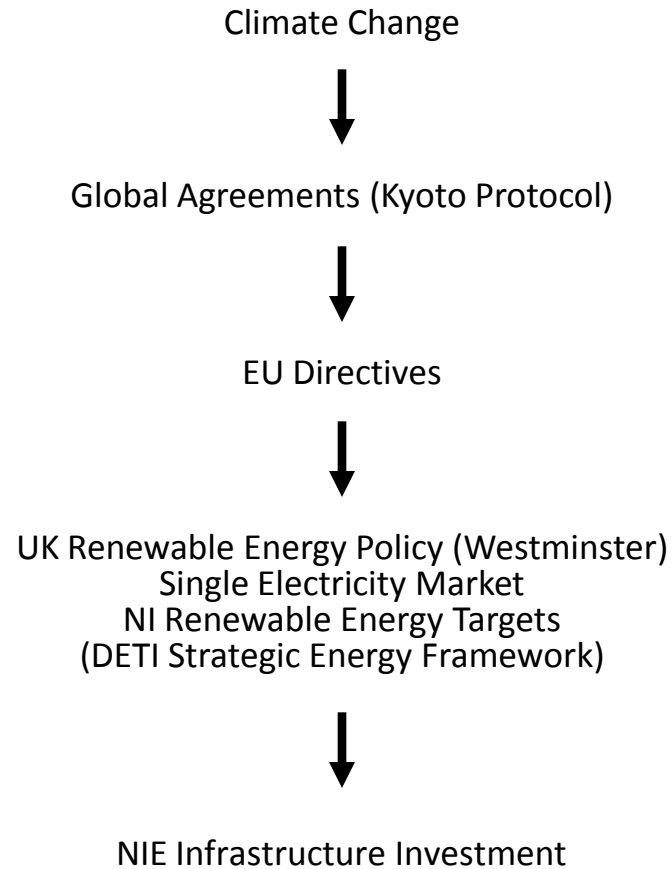 Climate Change
Global Agreements (Kyoto Protocol)
EU Directives
UK Renewable Energy Policy (Westminster)
Single Electricity Market
NI Renewable Energy Targets
(DETI Strategic Energy Framework)
NIE Infrastructure Investment